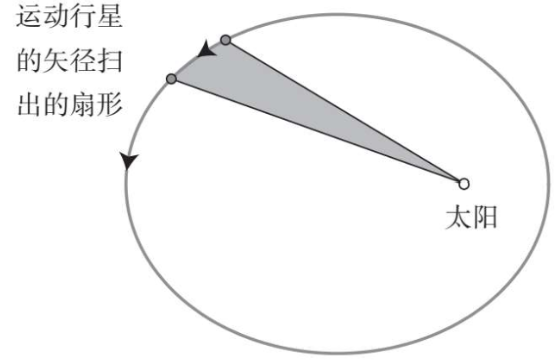 运动行星
的矢径扫
出的扇形
太阳